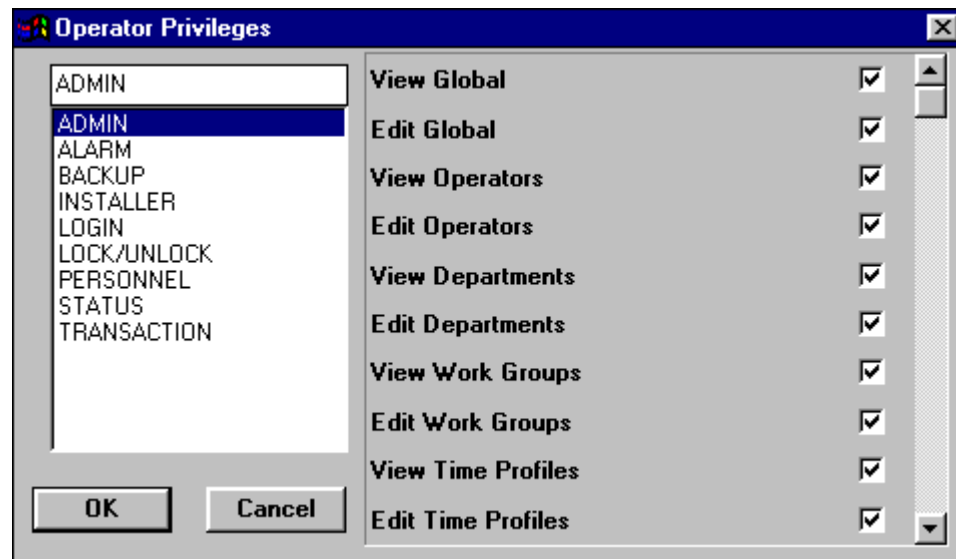 Operator Privileges
ADMIN
ADMIN
ALARM
BACKUP
INSTALLER
LOGIN
LOCK/UNLOCK
PERSONNEL
STATUS
TRANSACTION
OK
Cancel
View Global
Edit Global
View Operators
Edit Operators
View Departments
Edit Departments
View Work Groups
Edit Work Groups
View Time Profiles
Edit Time Profiles